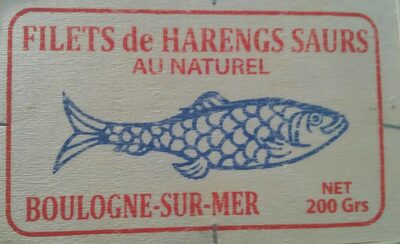 FILETS de HARENGS SAURS
AU NATUREL
BOULOGNE-SUR-MER
NET
200 Grs